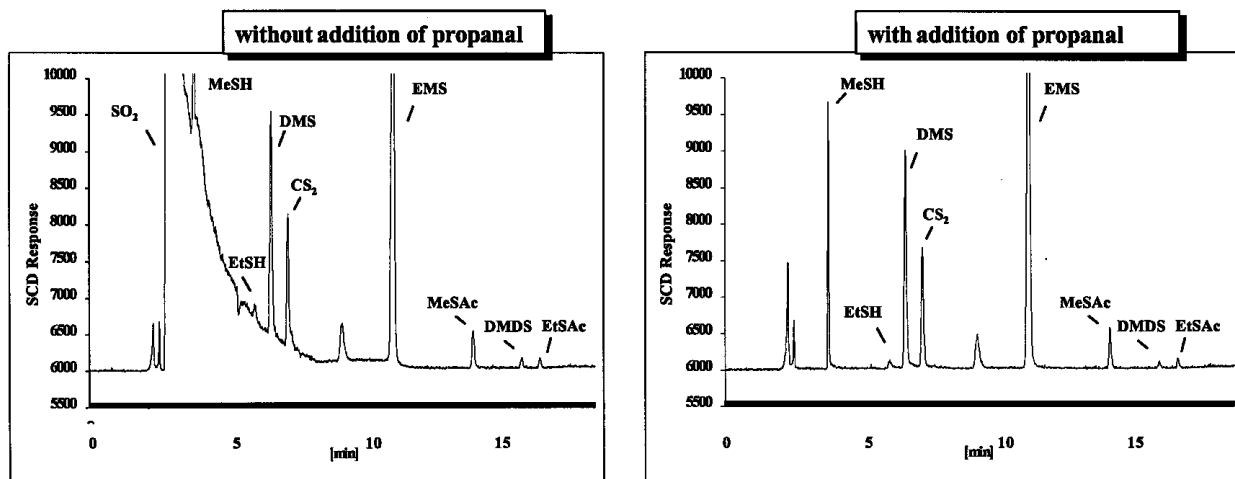 without addition of propanal
SCD Response
10000
9500
9000
8500
8000
7500
7000
6500
6000
5500
SO2
MeSH
DMS
CS2
EtSH
EMS
MeSAc
DMDS
EtSAc
0
5
10
15
[min]
with addition of propanal
SCD Response
10000
9500
9000
8500
8000
7500
7000
6500
6000
5500
MeSH
DMS
CS2
EtSH
EMS
MeSAc
DMDS
EtSAc
0
5
10
15
[min]